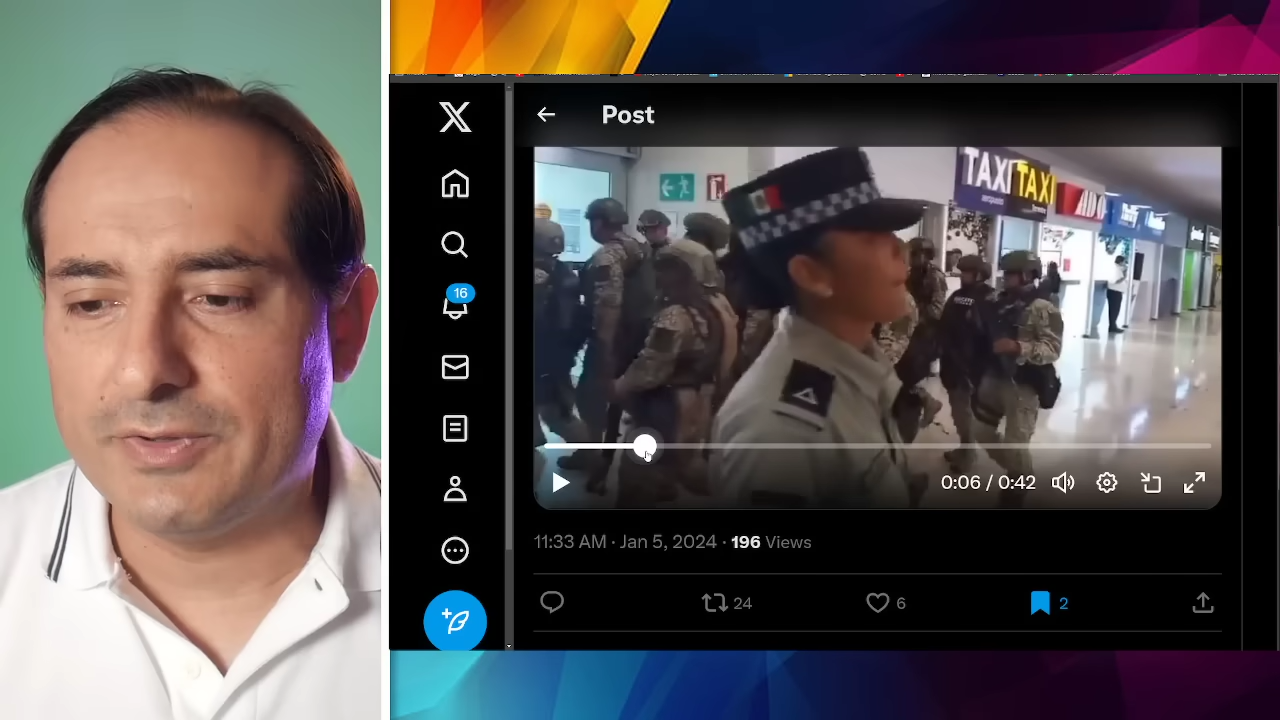 Post
16
TAXI
TAXI
ADO
0:06 / 0:42
11:33 AM · Jan 5, 2024 · 196 Views
24
6
2